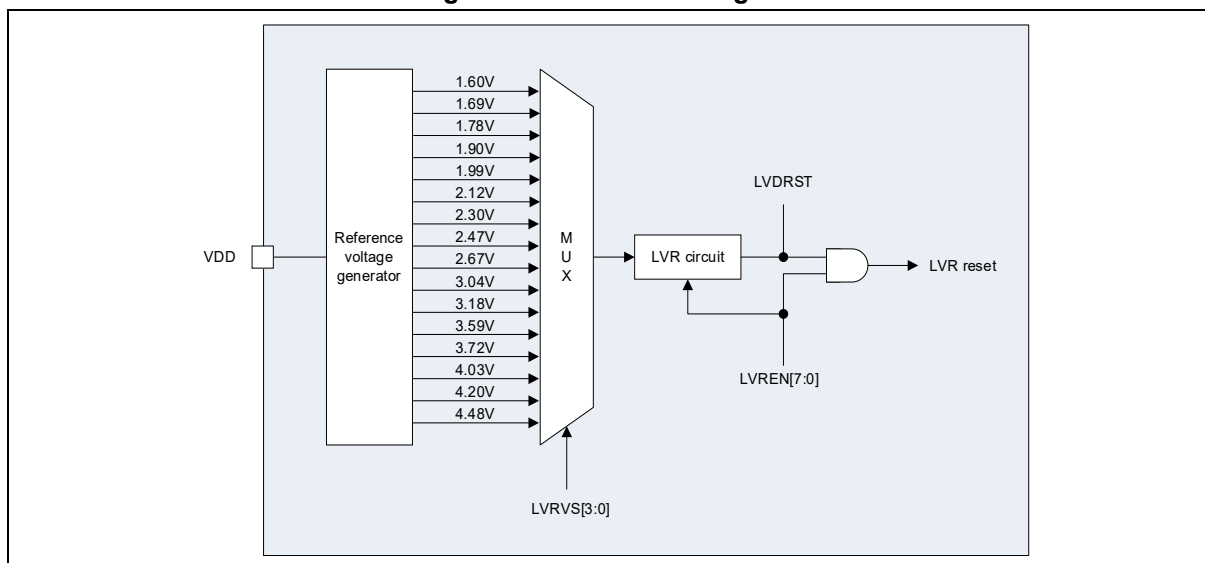 1.60V
1.69V
1.78V
1.90V
1.99V
2.12V
2.30V
2.47V
2.67V
3.04V
3.18V
3.59V
3.72V
4.03V
4.20V
4.48V
VDD
Reference
voltage
generator
M
U
X
LVR circuit
LVDRST
LVR reset
LVREN[7:0]
LVRVS[3:0]